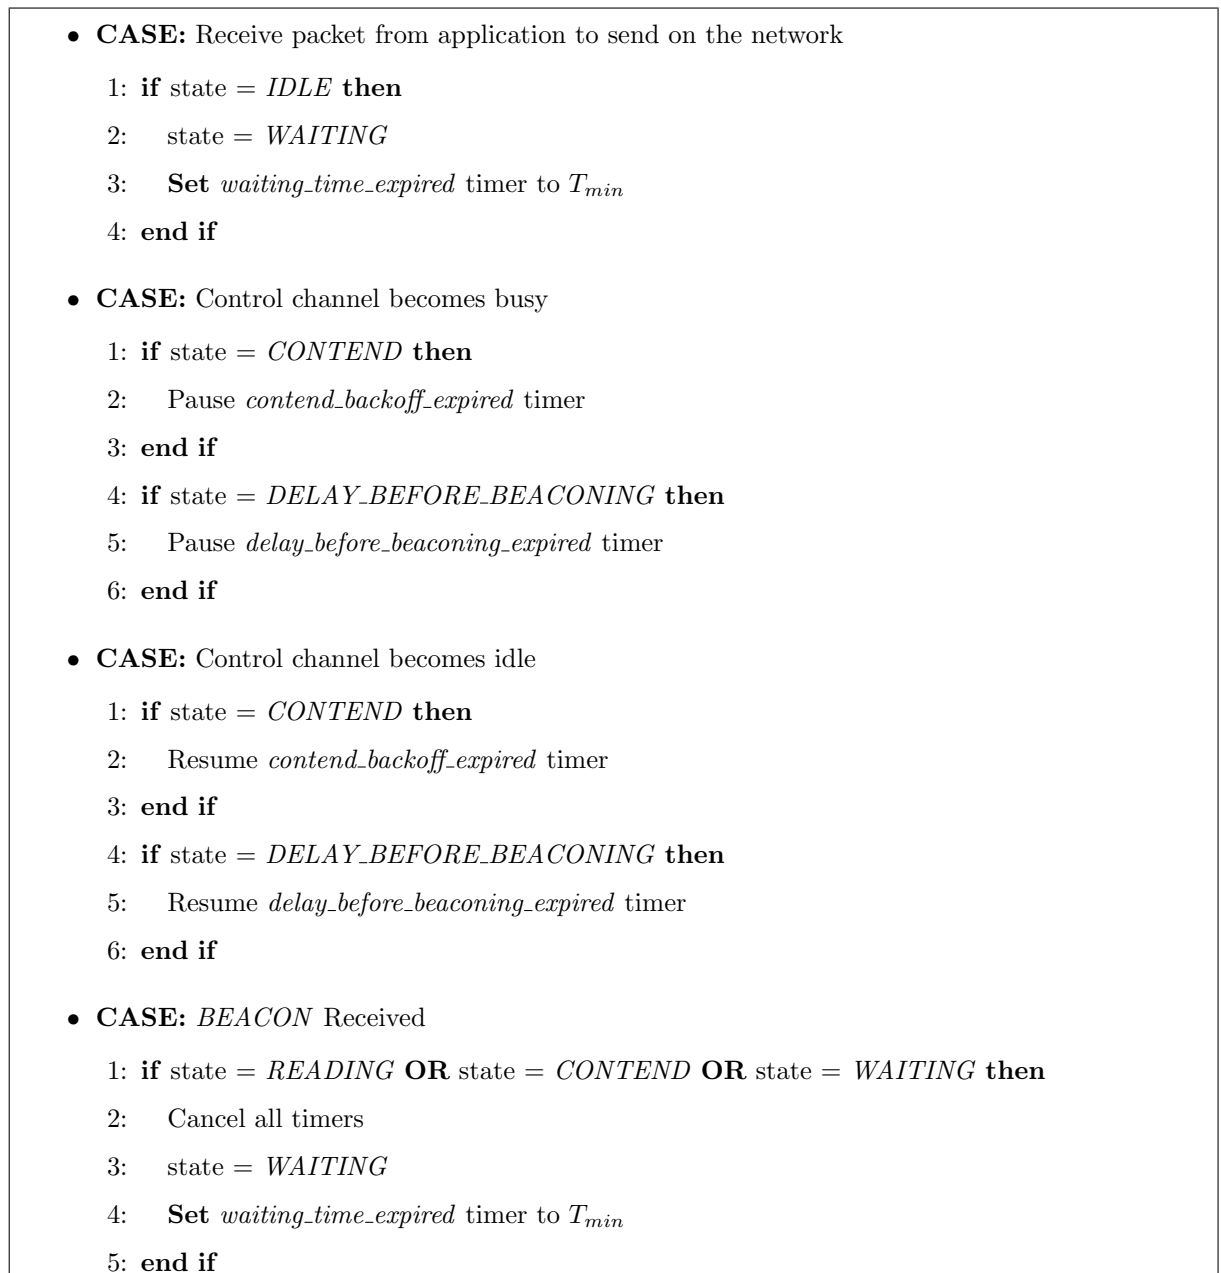 • CASE: Receive packet from application to send on the network
1: if state = IDLE then
2: state = WAITING
3: Set waiting_time_expired timer to T_min
4: end if
• CASE: Control channel becomes busy
1: if state = CONTEND then
2: Pause contend_backoff_expired timer
3: end if
4: if state = DELAY_BEFORE_BEACONING then
5: Pause delay_before_beaconing_expired timer
6: end if
• CASE: Control channel becomes idle
1: if state = CONTEND then
2: Resume contend_backoff_expired timer
3: end if
4: if state = DELAY_BEFORE_BEACONING then
5: Resume delay_before_beaconing_expired timer
6: end if
• CASE: BEACON Received
1: if state = READING OR state = CONTEND OR state = WAITING then
2: Cancel all timers
3: state = WAITING
4: Set waiting_time_expired timer to T_min
5: end if